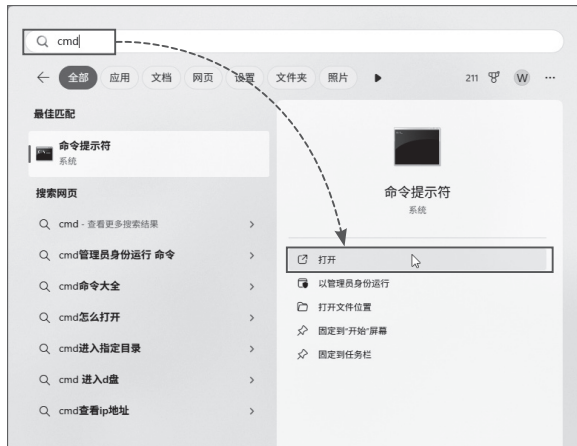 cmd
全部 应用 文档 网页 设置 文件夹 照片 211 W ...
最佳匹配
命令提示符
系统
搜索网页
cmd - 查看更多搜索结果
cmd管理员身份运行 命令
cmd命令大全
cmd怎么打开
cmd进入指定目录
cmd 进入d盘
cmd查看ip地址
命令提示符
系统
打开
以管理员身份运行
打开文件位置
固定到"开始"屏幕
固定到任务栏